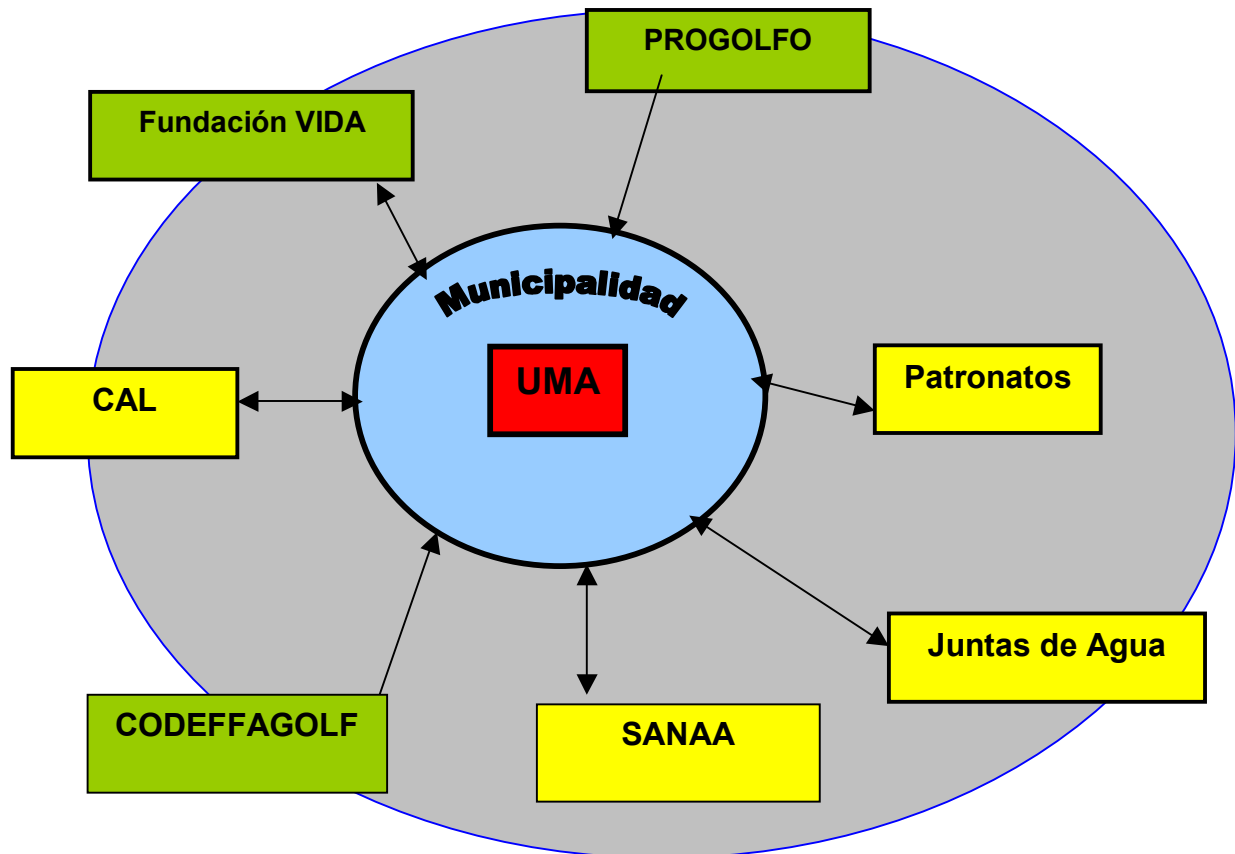 PROGOLFO
Fundación VIDA
Municipalidad
UMA
Patronatos
CAL
Juntas de Agua
CODEFFAGOLF
SANAA